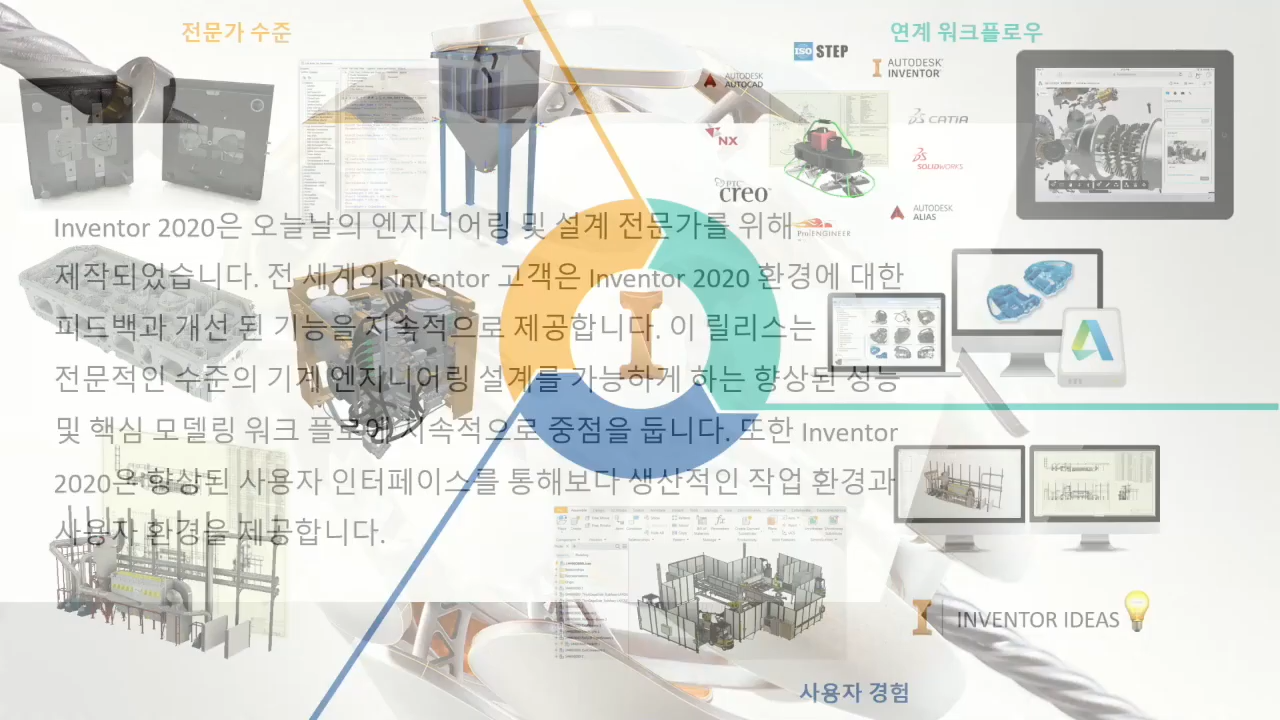 전문가 수준
연계 워크플로우
ISO STEP
AUTODESK INVENTOR
AUTODESK AUTOCAD
CATIA
NX
SOLIDWORKS
PTC creo
AUTODESK ALIAS
Pro/ENGINEER
Inventor 2020은 오늘날의 엔지니어링 및 설계 전문가를 위해
제작되었습니다. 전 세계의 Inventor 고객은 Inventor 2020 환경에 대한
피드백과 개선 된 기능을 지속적으로 제공합니다. 이 릴리스는
전문적인 수준의 기계 엔지니어링 설계를 가능하게 하는 향상된 성능
및 핵심 모델링 워크 플로에 지속적으로 중점을 둡니다. 또한 Inventor
2020은 향상된 사용자 인터페이스를 통해보다 생산적인 작업 환경과
사용자 환경을 제공합니다.
INVENTOR IDEAS
사용자 경험